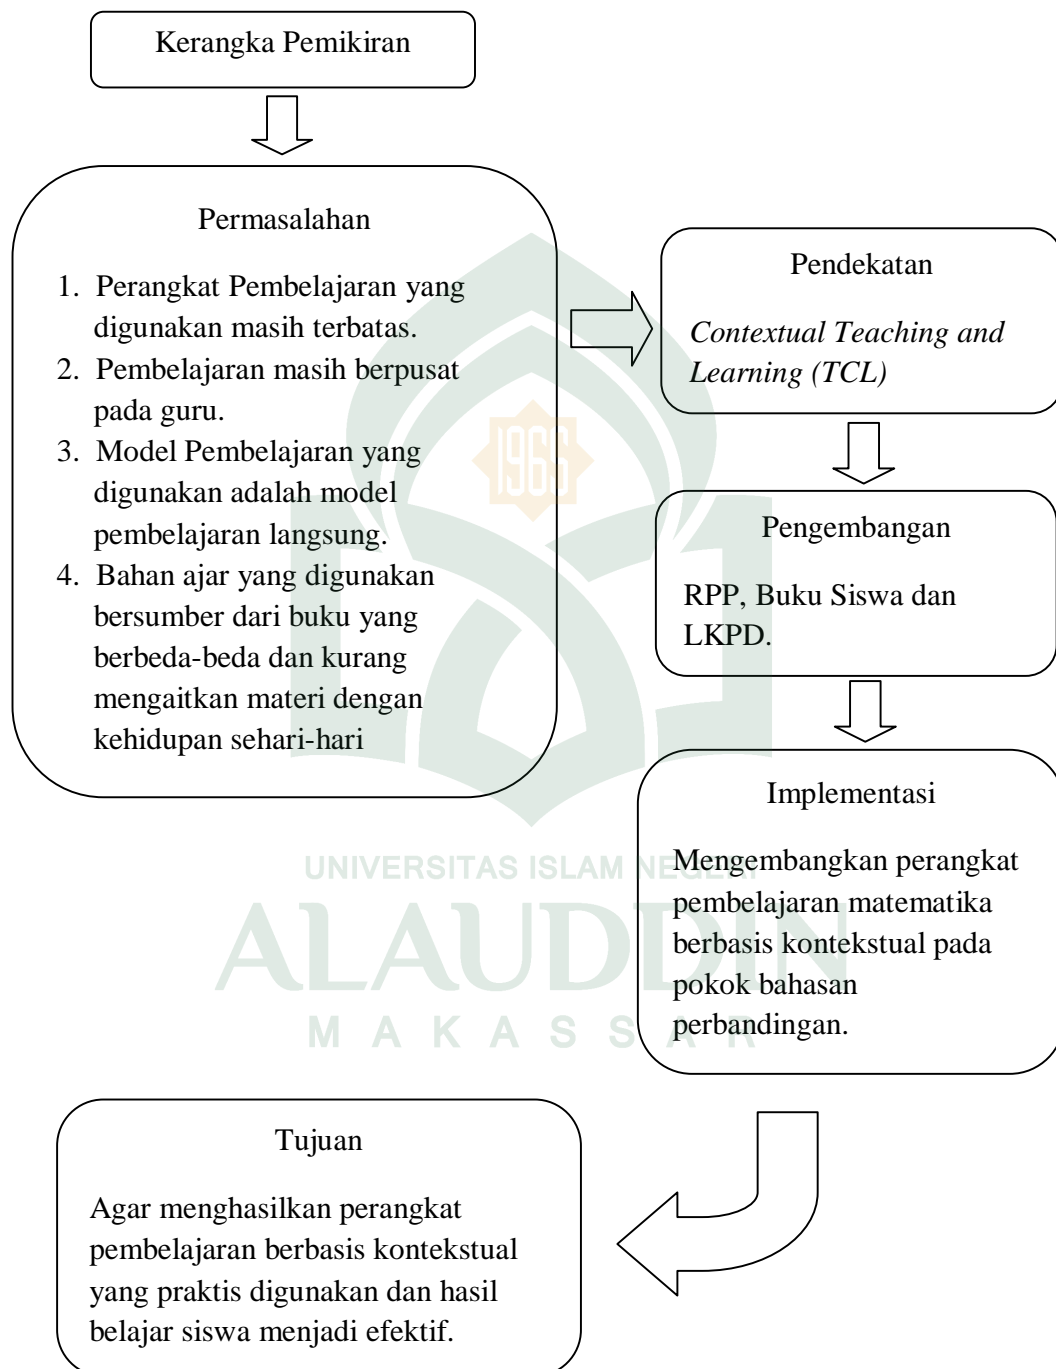 Kerangka Pemikiran
Permasalahan
1. Perangkat Pembelajaran yang
digunakan masih terbatas.
2. Pembelajaran masih berpusat
pada guru.
3. Model Pembelajaran yang
digunakan adalah model
pembelajaran langsung.
4. Bahan ajar yang digunakan
bersumber dari buku yang
berbeda-beda dan kurang
mengaitkan materi dengan
kehidupan sehari-hari
Pendekatan
Contextual Teaching and
Learning (TCL)
Pengembangan
RPP, Buku Siswa dan
LKPD.
Implementasi
Mengembangkan perangkat
pembelajaran matematika
berbasis kontekstual pada
pokok bahasan
perbandingan.
Tujuan
Agar menghasilkan perangkat
pembelajaran berbasis kontekstual
yang praktis digunakan dan hasil
belajar siswa menjadi efektif.
1965
UNIVERSITAS ISLAM NEGERI
ALAUDDIN
MAKASSAR